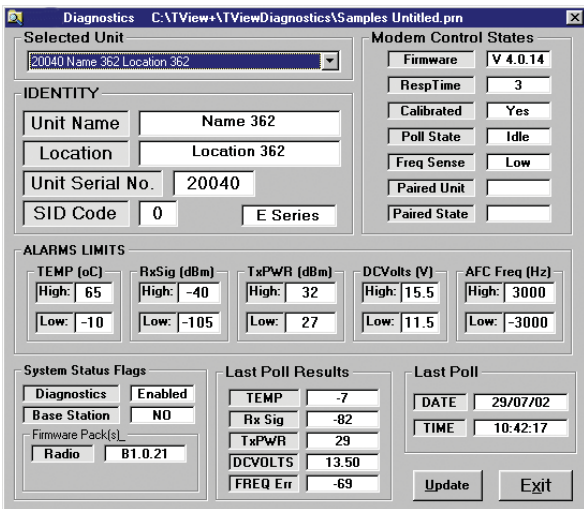 Diagnostics C:\TView+\TViewDiagnostics\Samples Untitled.prn
Selected Unit
20040 Name 362 Location 362
IDENTITY
Unit Name Name 362
Location Location 362
Unit Serial No. 20040
SID Code 0 E Series
Modem Control States
Firmware V 4.0.14
RespTime 3
Calibrated Yes
Poll State Idle
Freq Sense Low
Paired Unit
Paired State
ALARMS LIMITS
TEMP (oC) RxSig (dBm) TxPWR (dBm) DCVolts (V) AFC Freq (Hz)
High: 65 High: -40 High: 32 High: 15.5 High: 3000
Low: -10 Low: -105 Low: 27 Low: 11.5 Low: -3000
System Status Flags
Diagnostics Enabled
Base Station NO
Firmware Pack(s)_
Radio B1.0.21
Last Poll Results
TEMP -7
Rx Sig -82
TxPWR 29
DCVOLTS 13.50
FREQ Err -69
Last Poll
DATE 29/07/02
TIME 10:42:17
Update Exit